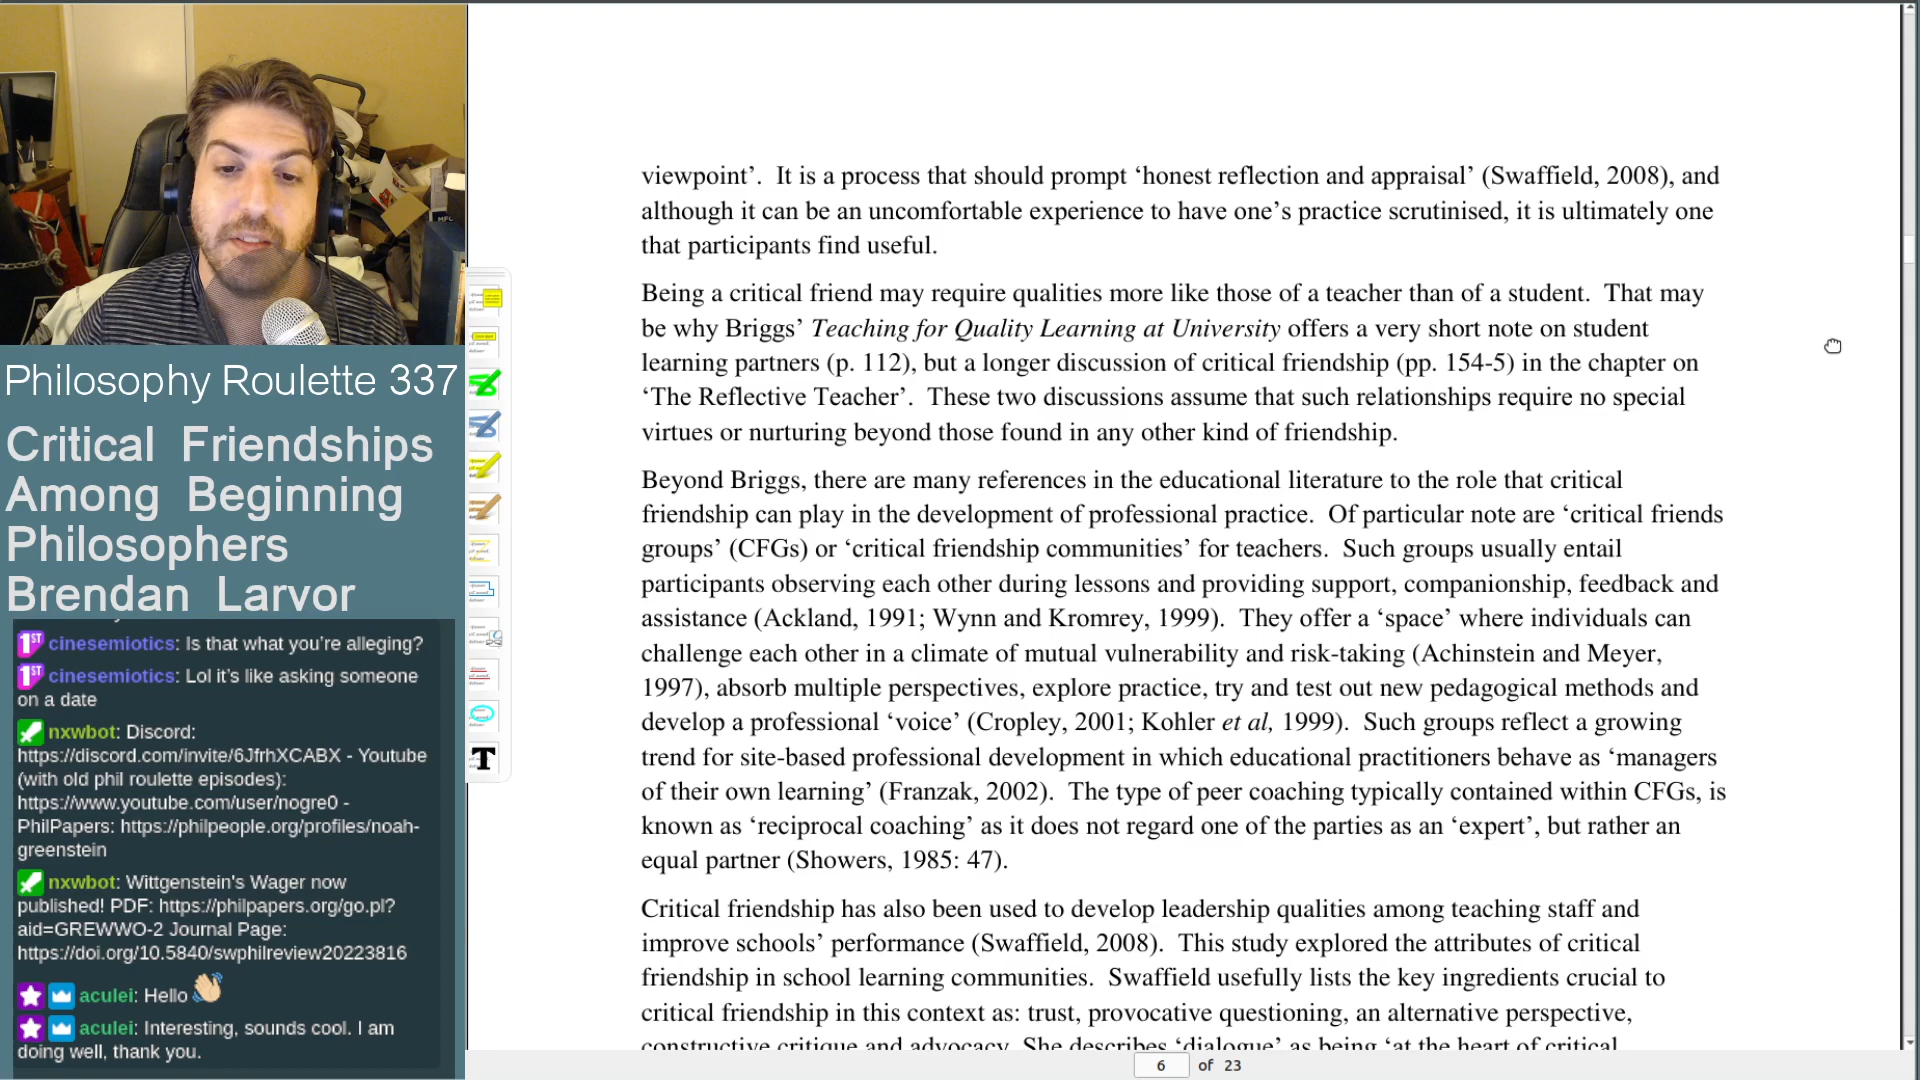 Philosophy Roulette 337
Critical Friendships
Among Beginning
Philosophers
Brendan Larvor
cinesemiotics: Is that what you're alleging?
cinesemiotics: Lol it's like asking someone
on a date
nxwbot: Discord:
https://discord.com/invite/6JfrhXCABX - Youtube
(with old phil roulette episodes):
https://www.youtube.com/user/nogre0 -
PhilPapers: https://philpeople.org/profiles/noah-
greenstein
nxwbot: Wittgenstein's Wager now
published! PDF: https://philpapers.org/go.pl?
aid=GREWWO-2 Journal Page:
https://doi.org/10.5840/swphilreview20223816
aculei: Hello
aculei: Interesting, sounds cool. I am
doing well, thank you.
viewpoint’.  It is a process that should prompt ‘honest reflection and appraisal’ (Swaffield, 2008), and
although it can be an uncomfortable experience to have one’s practice scrutinised, it is ultimately one
that participants find useful.
Being a critical friend may require qualities more like those of a teacher than of a student.  That may
be why Briggs’ Teaching for Quality Learning at University offers a very short note on student
learning partners (p. 112), but a longer discussion of critical friendship (pp. 154-5) in the chapter on
‘The Reflective Teacher’.  These two discussions assume that such relationships require no special
virtues or nurturing beyond those found in any other kind of friendship.
Beyond Briggs, there are many references in the educational literature to the role that critical
friendship can play in the development of professional practice.  Of particular note are ‘critical friends
groups’ (CFGs) or ‘critical friendship communities’ for teachers.  Such groups usually entail
participants observing each other during lessons and providing support, companionship, feedback and
assistance (Ackland, 1991; Wynn and Kromrey, 1999).  They offer a ‘space’ where individuals can
challenge each other in a climate of mutual vulnerability and risk-taking (Achinstein and Meyer,
1997), absorb multiple perspectives, explore practice, try and test out new pedagogical methods and
develop a professional ‘voice’ (Cropley, 2001; Kohler et al, 1999).  Such groups reflect a growing
trend for site-based professional development in which educational practitioners behave as ‘managers
of their own learning’ (Franzak, 2002).  The type of peer coaching typically contained within CFGs, is
known as ‘reciprocal coaching’ as it does not regard one of the parties as an ‘expert’, but rather an
equal partner (Showers, 1985: 47).
Critical friendship has also been used to develop leadership qualities among teaching staff and
improve schools’ performance (Swaffield, 2008).  This study explored the attributes of critical
friendship in school learning communities.  Swaffield usefully lists the key ingredients crucial to
critical friendship in this context as: trust, provocative questioning, an alternative perspective,
constructive critique and advocacy. She describes ‘dialogue’ as being ‘at the heart of critical
6 of 23